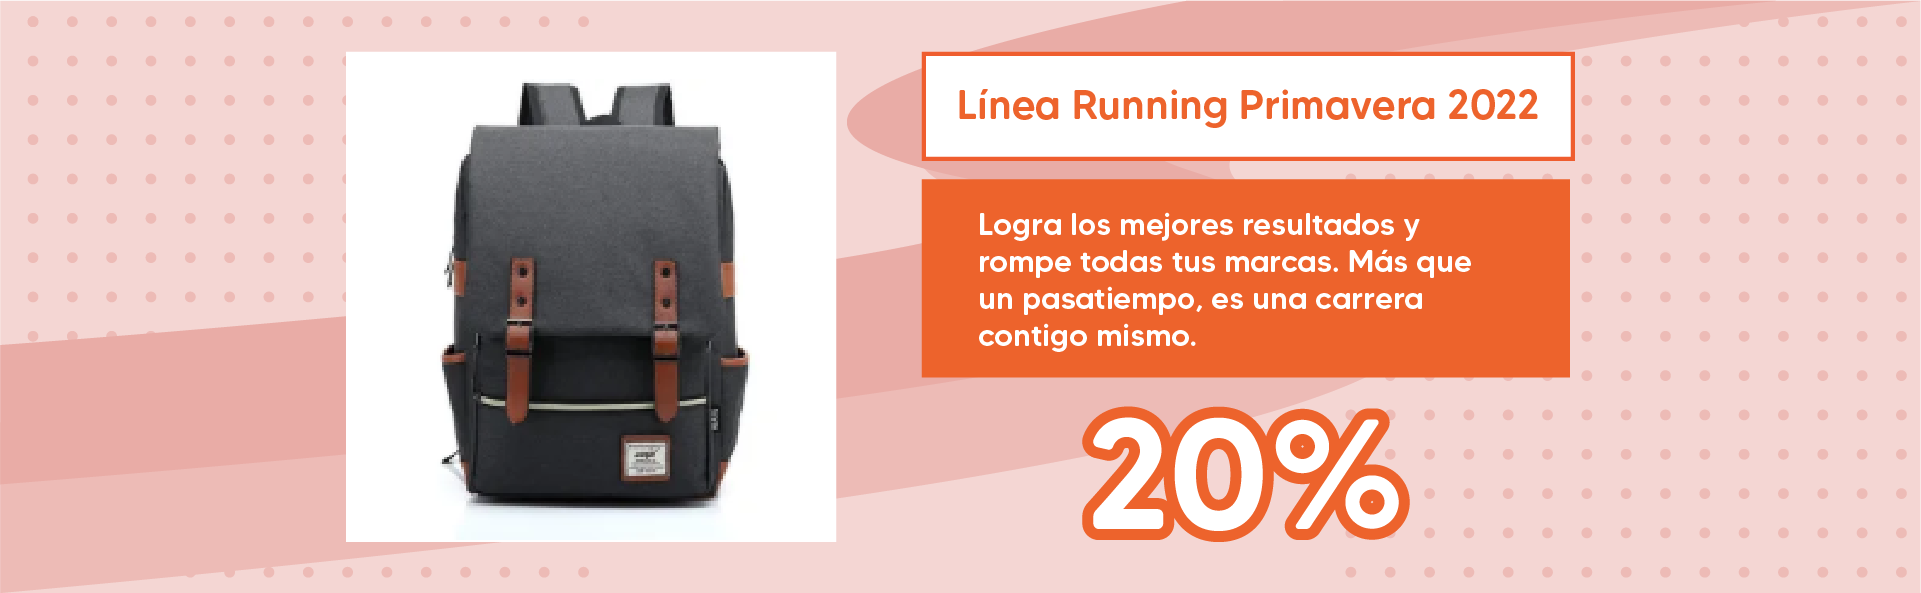 Línea Running Primavera 2022
Logra los mejores resultados y
rompe todas tus marcas. Más que
un pasatiempo, es una carrera
contigo mismo.
20%